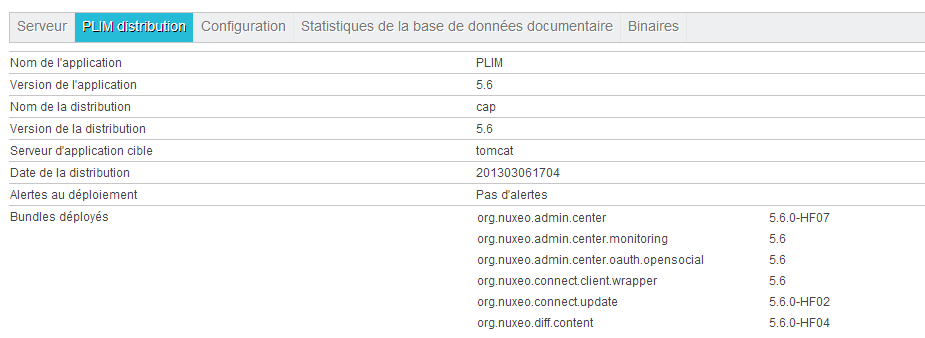 Serveur PLIM distribution Configuration Statistiques de la base de données documentaire Binaires
Nom de l'application PLIM
Version de l'application 5.6
Nom de la distribution cap
Version de la distribution 5.6
Serveur d'application cible tomcat
Date de la distribution 201303061704
Alertes au déploiement Pas d'alertes
Bundles déployés org.nuxeo.admin.center 5.6.0-HF07
org.nuxeo.admin.center.monitoring 5.6
org.nuxeo.admin.center.oauth.opensocial 5.6
org.nuxeo.connect.client.wrapper 5.6
org.nuxeo.connect.update 5.6.0-HF02
org.nuxeo.diff.content 5.6.0-HF04